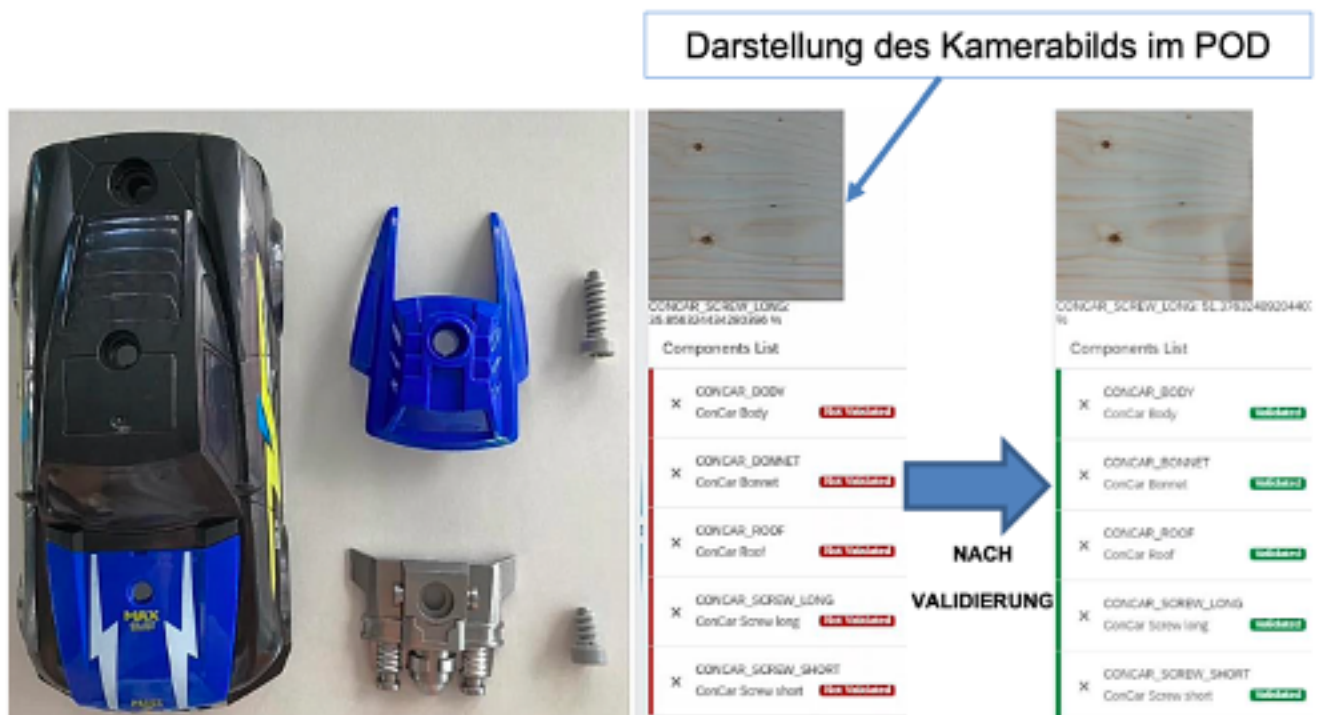 Darstellung des Kamerabilds im POD
MAX
CONCAR_SCREW_LONG:
%
Components List
CONCAR_BODY
ConCar Body Not Validated
CONCAR_BONNET
ConCar Bonnet Not Validated
CONCAR_ROOF
ConCar Roof Not Validated
CONCAR_SCREW_LONG
ConCar Screw long Not Validated
CONCAR_SCREW_SHORT
ConCar Screw short Not Validated
NACH
VALIDIERUNG
CONCAR_SCREW_LONG:
%
Components List
CONCAR_BODY
ConCar Body Validated
CONCAR_BONNET
ConCar Bonnet Validated
CONCAR_ROOF
ConCar Roof Validated
CONCAR_SCREW_LONG
ConCar Screw long Validated
CONCAR_SCREW_SHORT
ConCar Screw short Validated